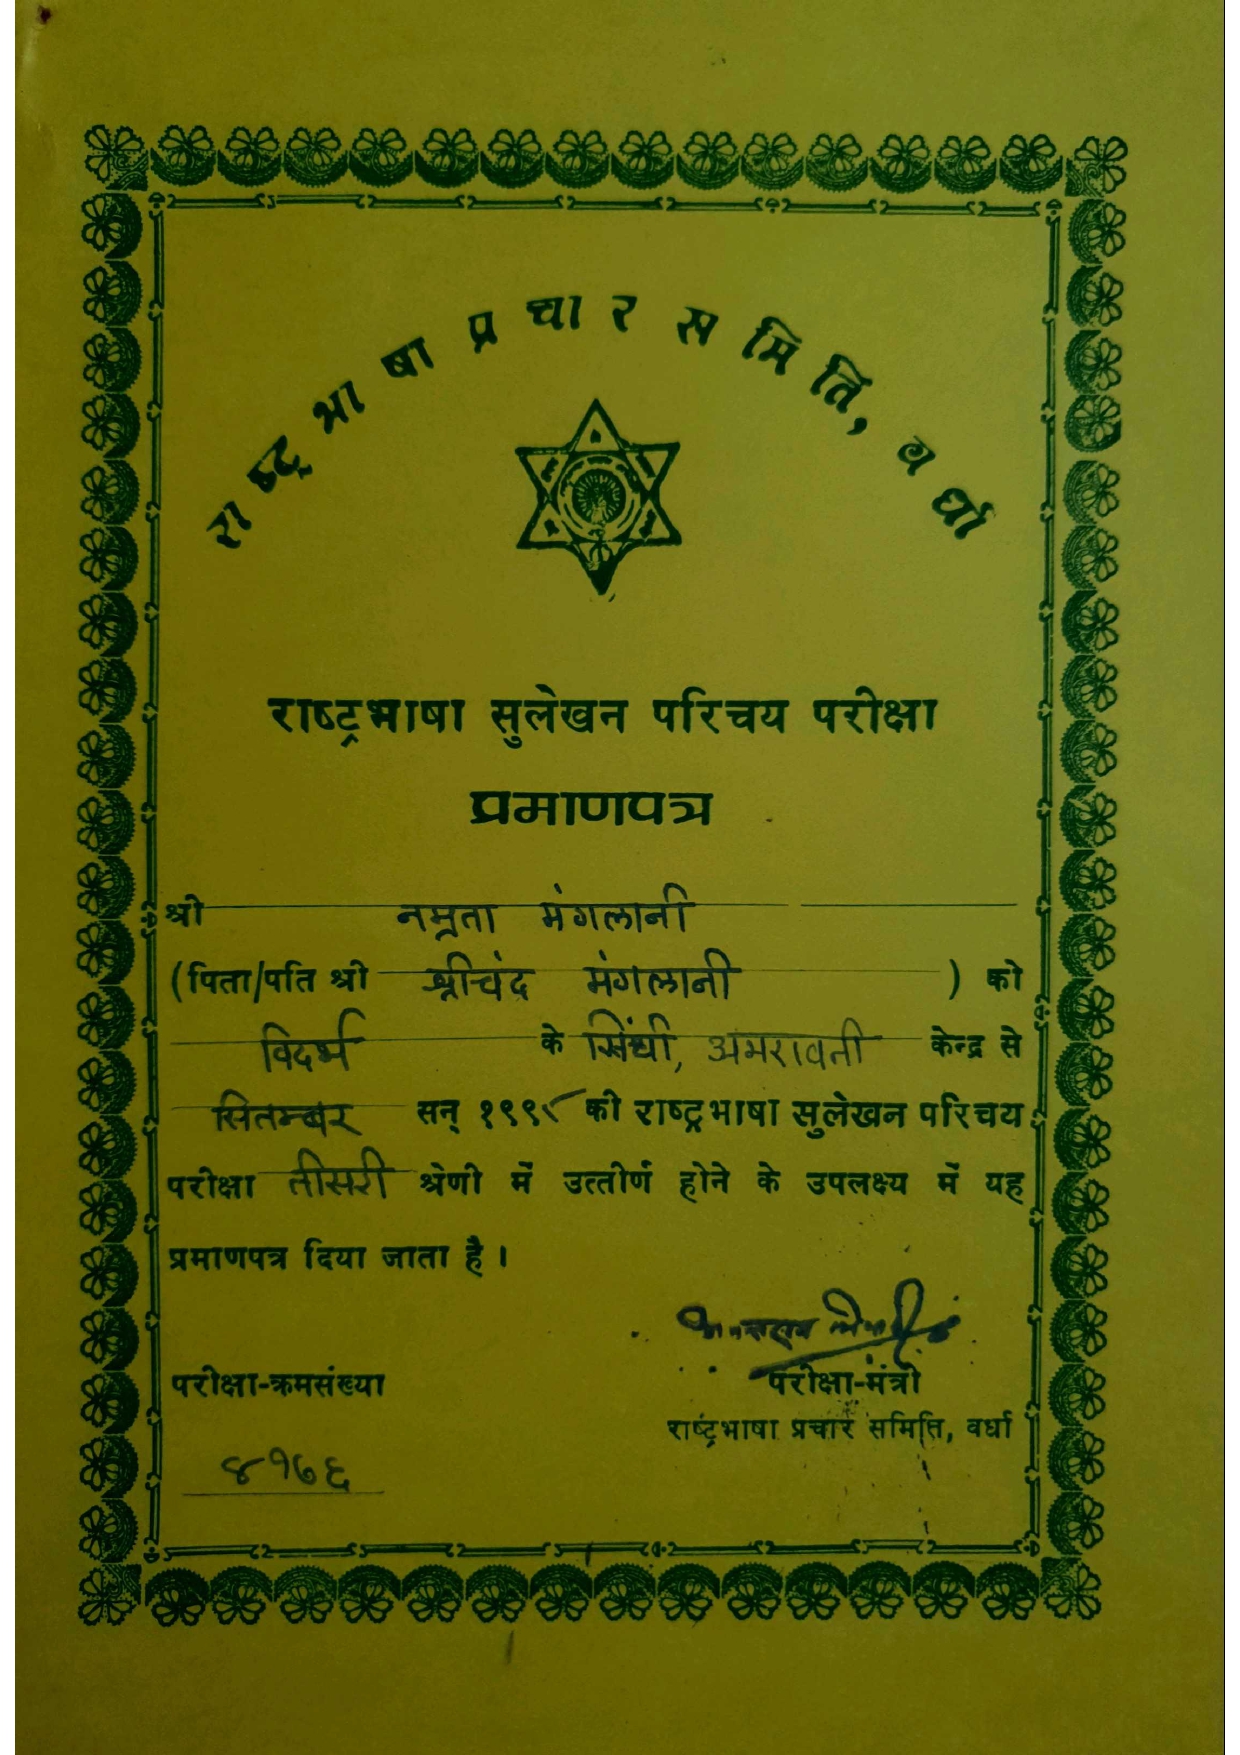 राष्ट्रभाषा प्रचार समिति, वर्धा
राष्ट्रभाषा सुलेखन परिचय परीक्षा
प्रमाणपत्र
श्री नम्रता मंगलानी
(पिता/पति श्री श्रीचंद मंगलानी ) को
विदर्भ के सिंधी, अमरावती केन्द्र से
सितम्बर सन् १९९८ की राष्ट्रभाषा सुलेखन परिचय
परीक्षा तीसरी श्रेणी में उत्तीर्ण होने के उपलक्ष्य में यह
प्रमाणपत्र दिया जाता है ।
परीक्षा-क्रमसंख्या
परीक्षा-मंत्री
राष्ट्रभाषा प्रचार समिति, वर्धा
४१७६